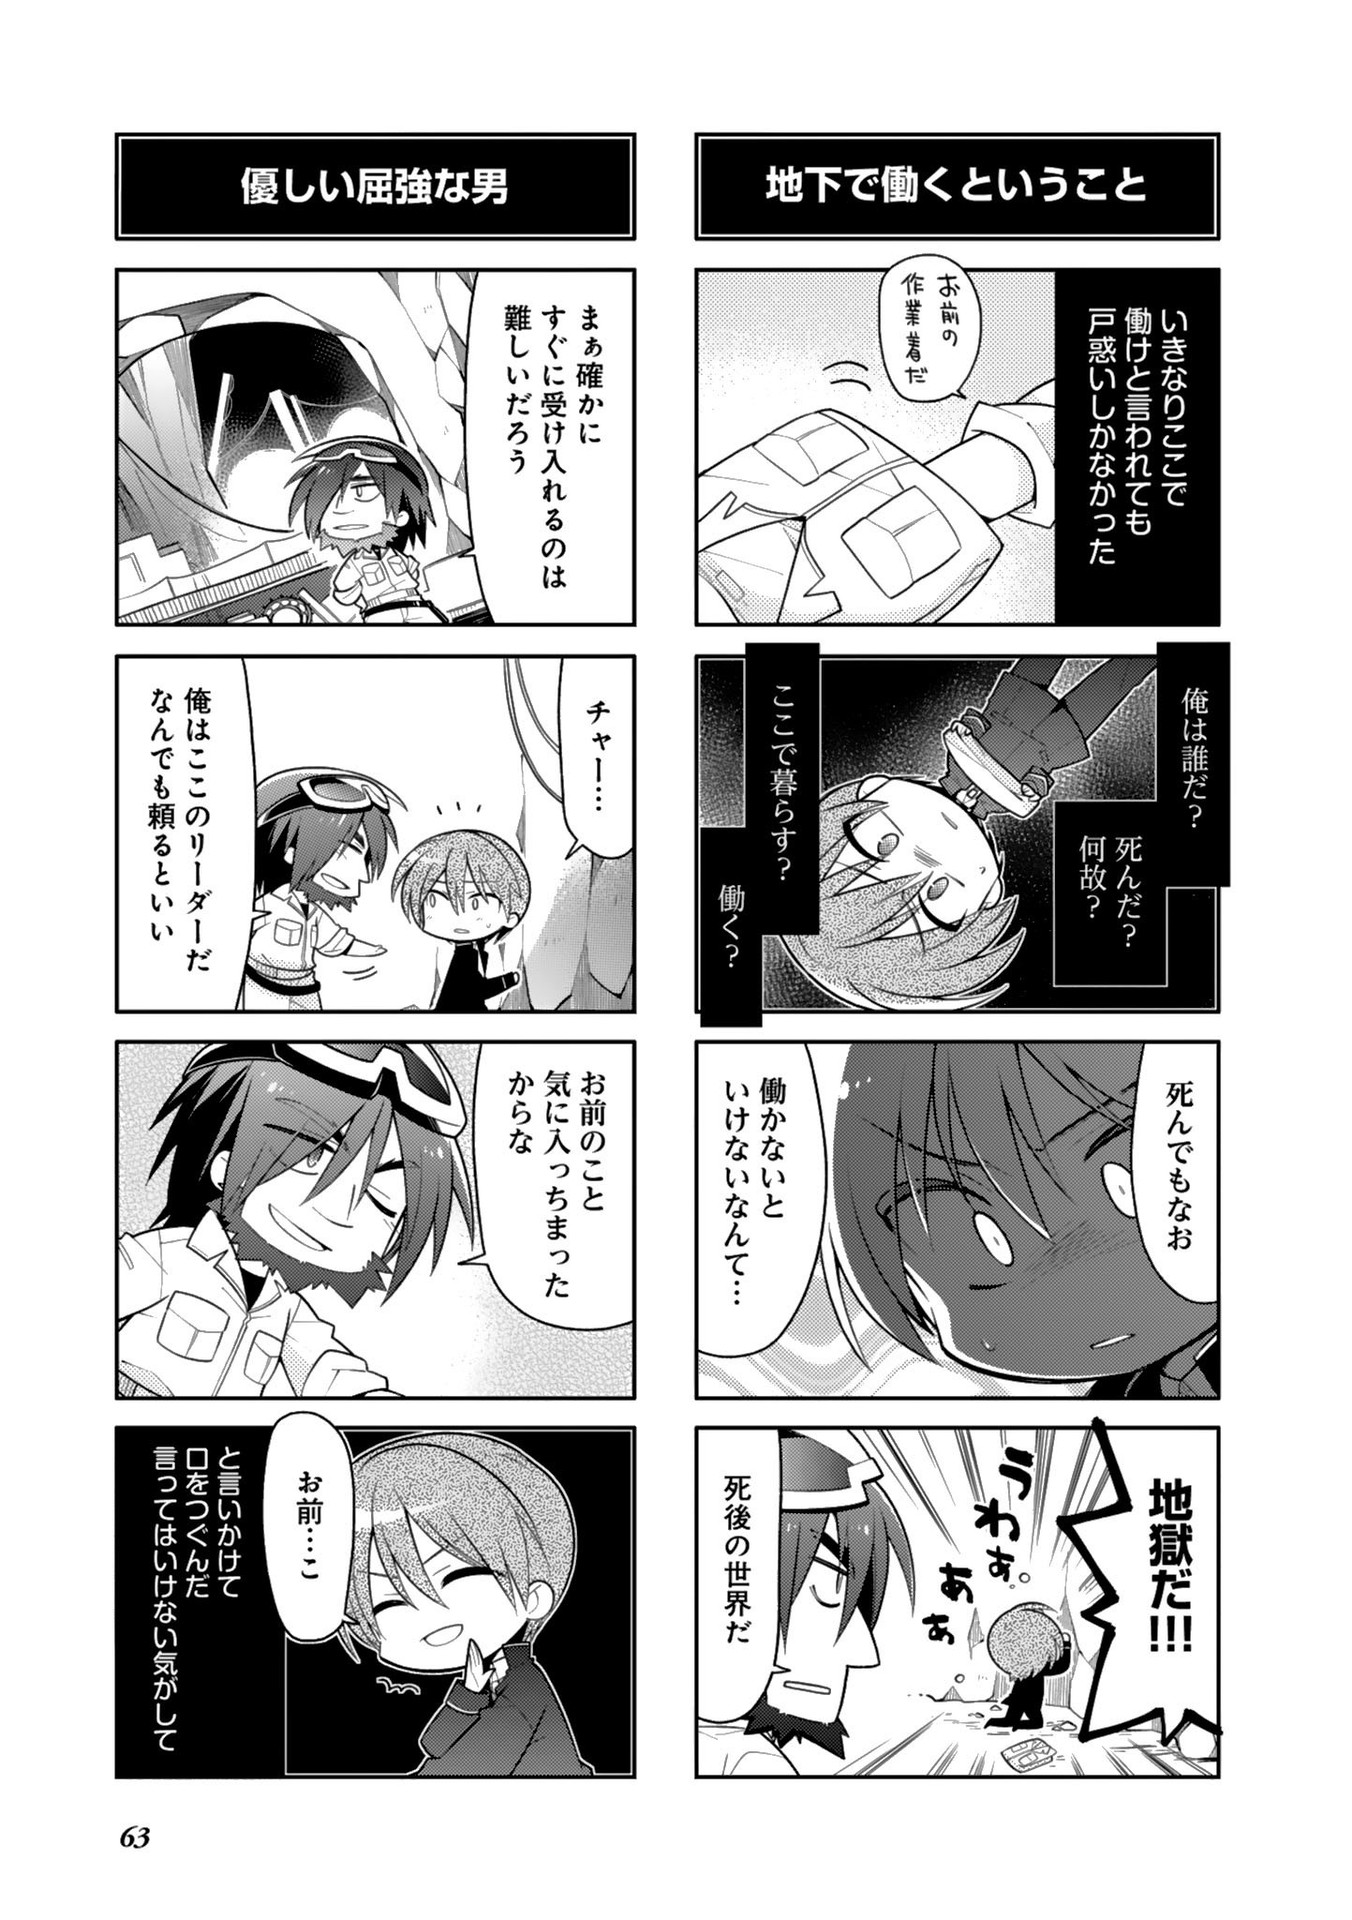 地下で働くということ
いきなりここで
働けと言われても
戸惑いしかなかった
お前の
作業着だ
俺は誰だ?
死んだ?
何故?
ここで暮らす?
働く?
死んでもなお
働かないと
いけないなんて…
地獄だ!!!
うわぁあぁ
死後の世界だ
優しい屈強な男
まぁ確かに
すぐに受け入れるのは
難しいだろう
チャー…
俺はここのリーダーだ
なんでも頼るといい
お前のこと
気に入っちまった
からな
お前…こ
と言いかけて
口をつぐんだ
言ってはいけない気がして
63